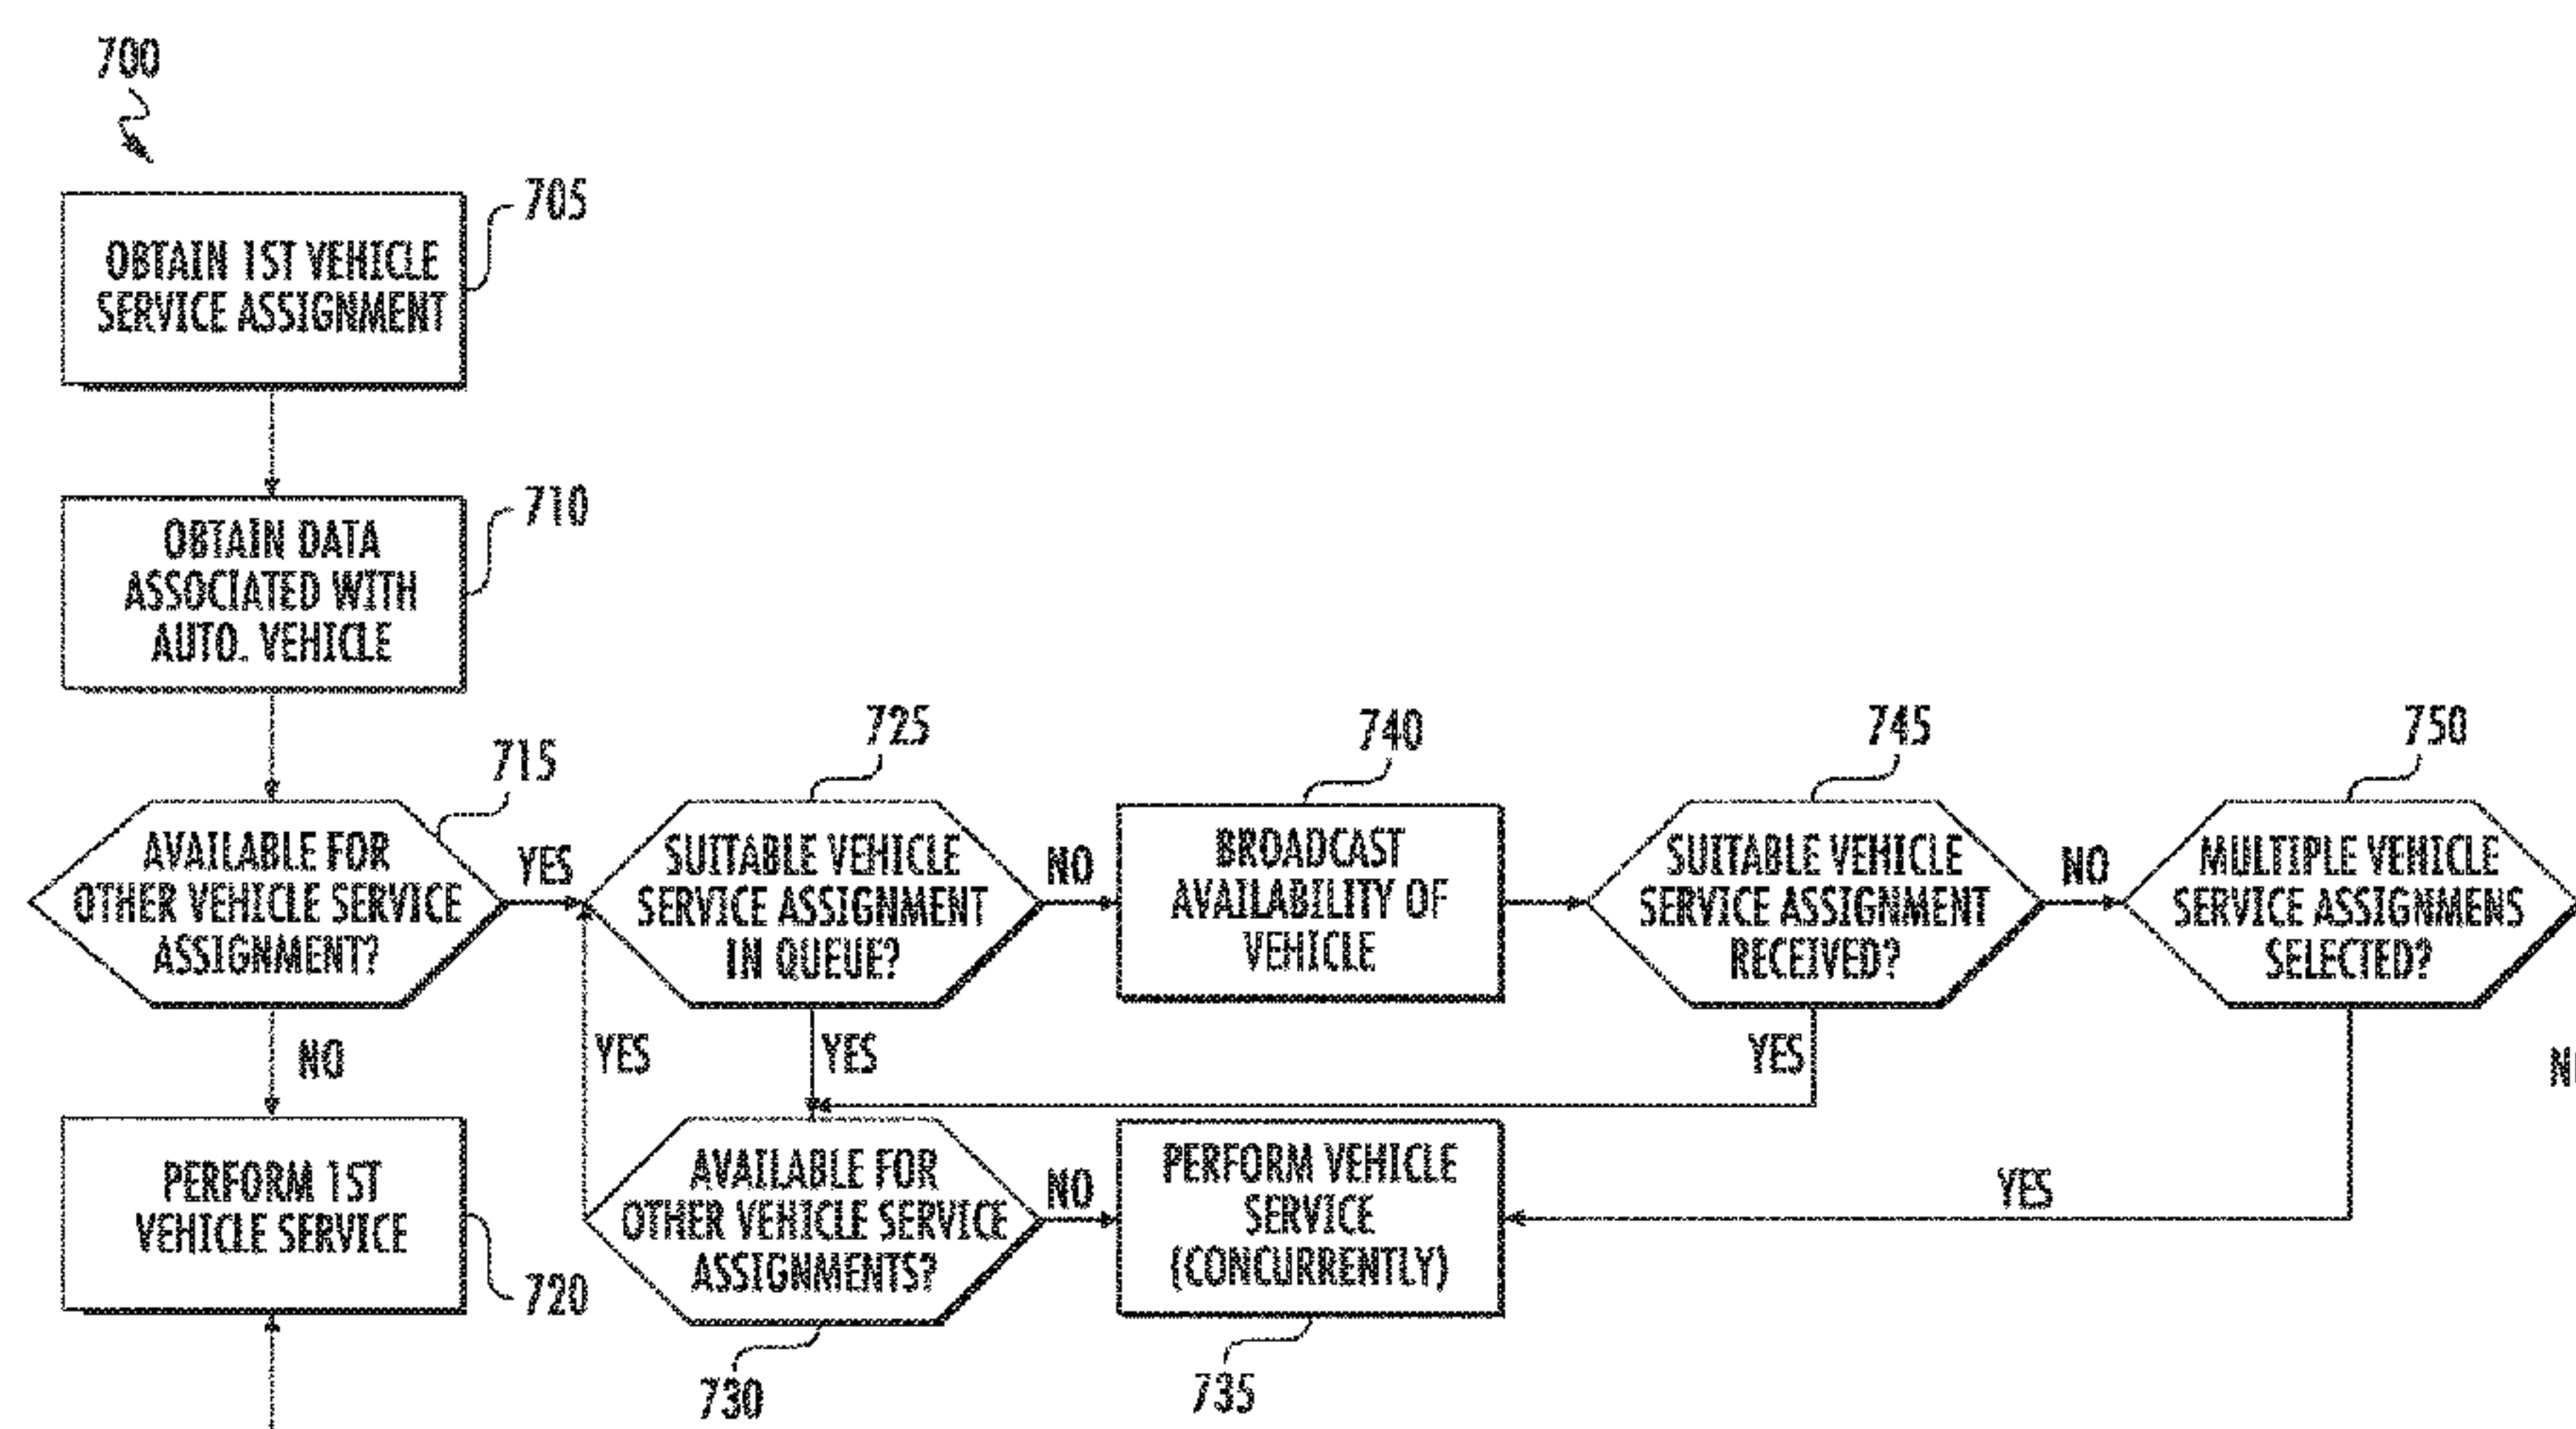 700
705
OBTAIN 1ST VEHICLE
SERVICE ASSIGNMENT
710
OBTAIN DATA
ASSOCIATED WITH
AUTO. VEHICLE
715
AVAILABLE FOR
OTHER VEHICLE SERVICE
ASSIGNMENT?
YES
NO
PERFORM 1ST
VEHICLE SERVICE
720
725
SUITABLE VEHICLE
SERVICE ASSIGNMENT
IN QUEUE?
NO
YES
YES
AVAILABLE FOR
OTHER VEHICLE SERVICE
ASSIGNMENTS?
730
NO
740
BROADCAST
AVAILABILITY OF
VEHICLE
PERFORM VEHICLE
SERVICE
(CONCURRENTLY)
735
745
SUITABLE VEHICLE
SERVICE ASSIGNMENT
RECEIVED?
NO
YES
750
MULTIPLE VEHICLE
SERVICE ASSIGNMENS
SELECTED?
YES